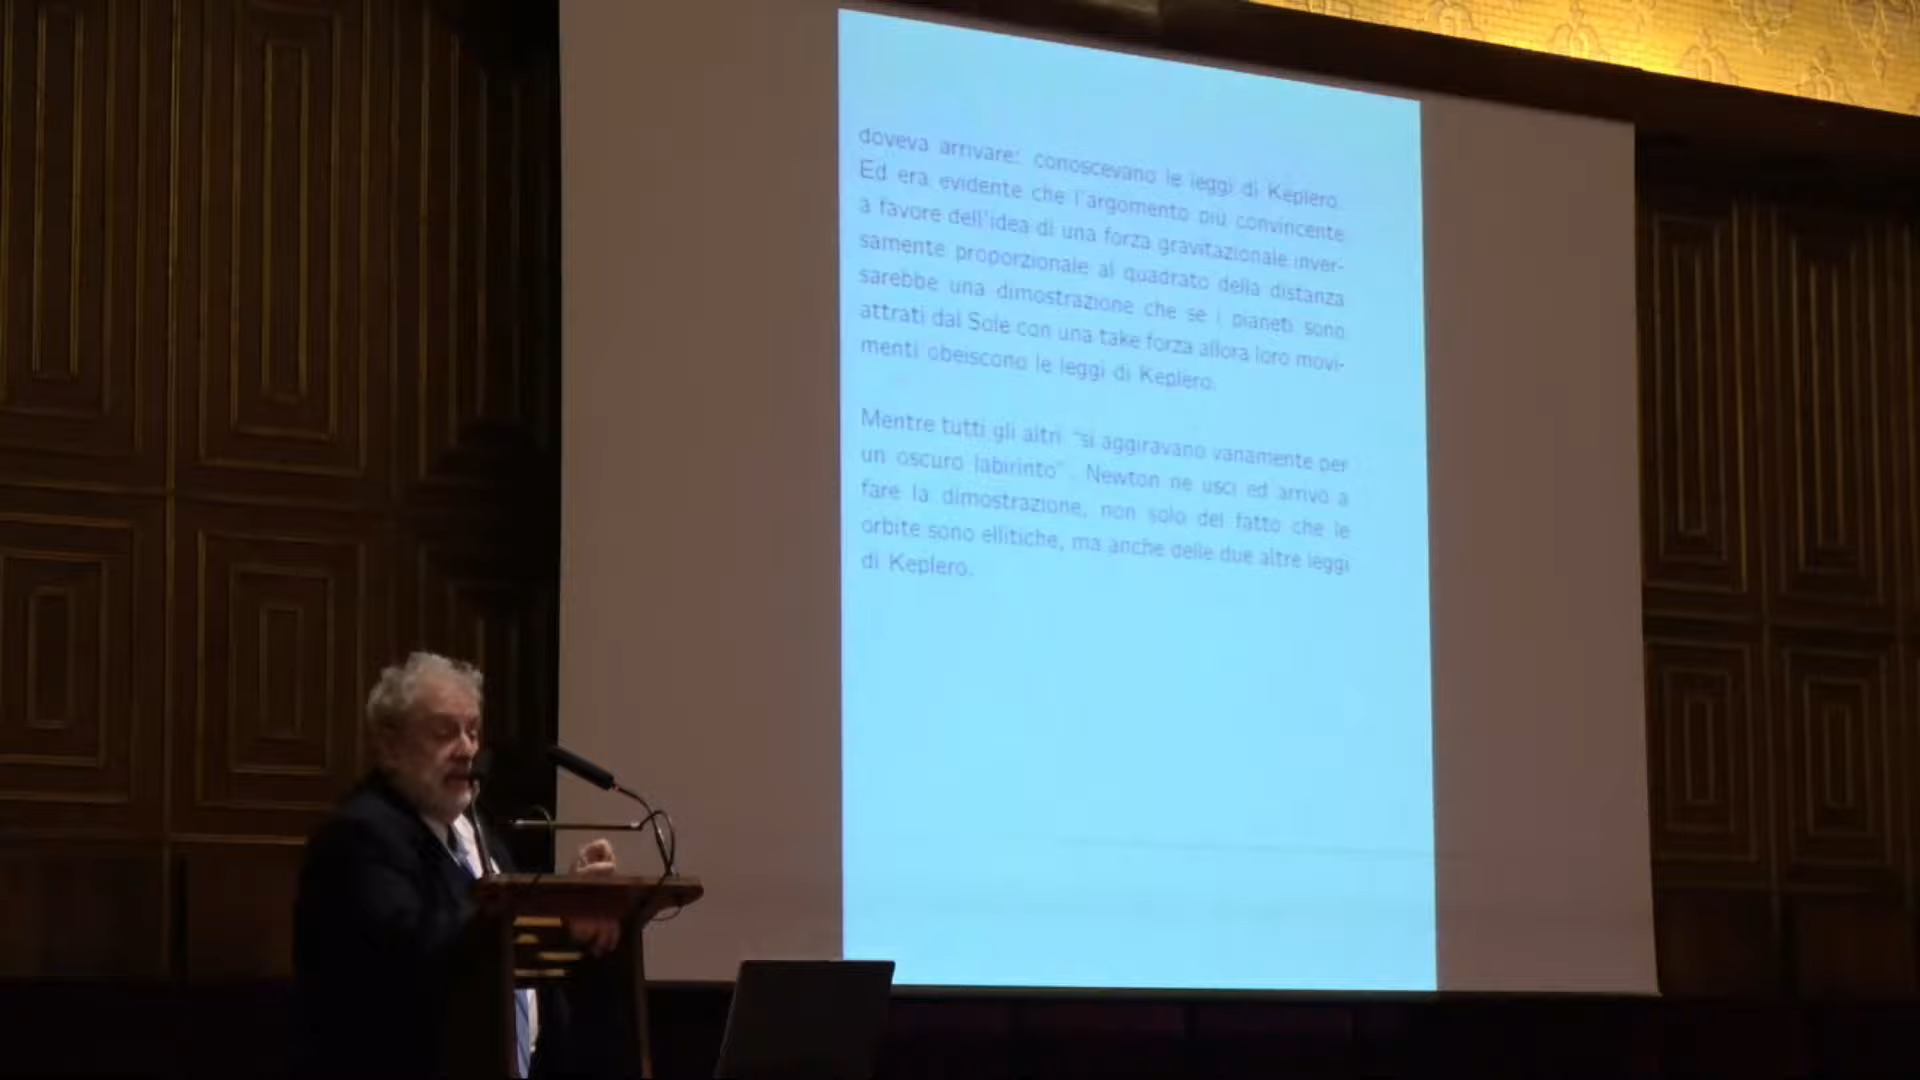 doveva arrivare: conoscevano le leggi di Keplero.
Ed era evidente che l'argomento più convincente
a favore dell'idea di una forza gravitazionale inver-
samente proporzionale al quadrato della distanza
sarebbe una dimostrazione che se i pianeti sono
attrati dal Sole con una take forza allora loro movi-
menti obeiscono le leggi di Keplero.
Mentre tutti gli altri "si aggiravano vanamente per
un oscuro labirinto", Newton ne uscì ed arrivò a
fare la dimostrazione, non solo del fatto che le
orbite sono ellitiche, ma anche delle due altre leggi
di Keplero.